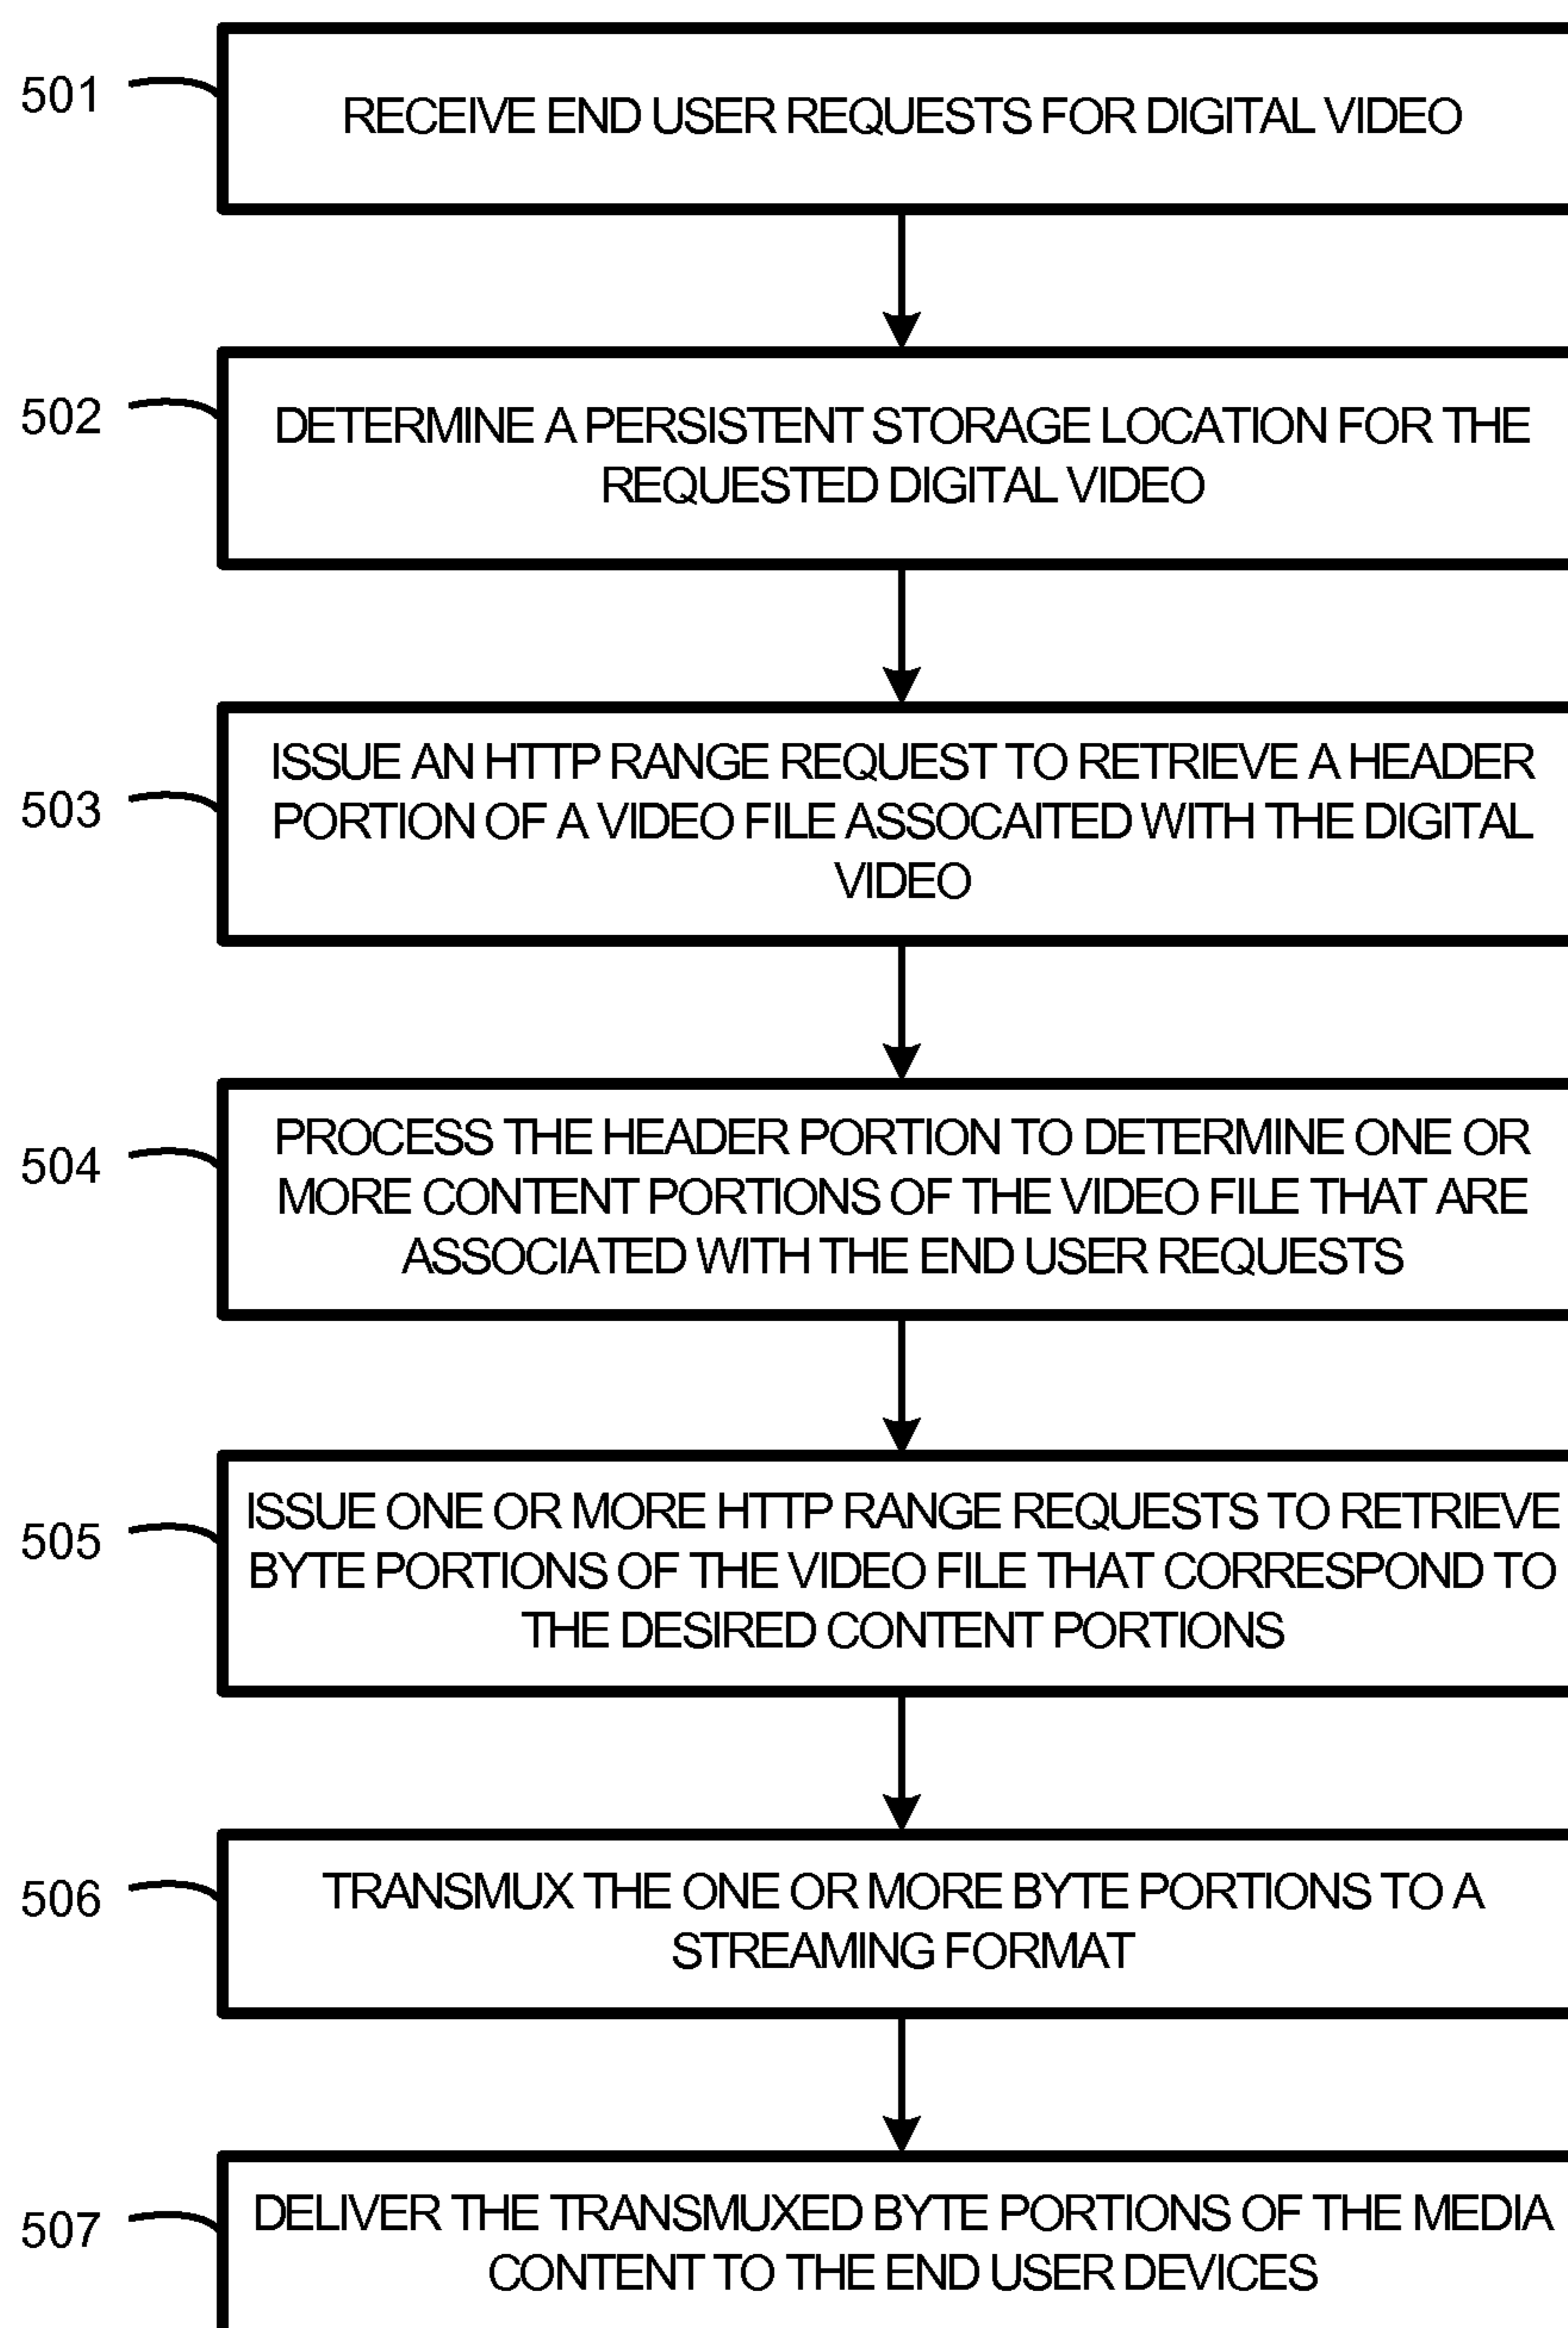 501
RECEIVE END USER REQUESTS FOR DIGITAL VIDEO
502
DETERMINE A PERSISTENT STORAGE LOCATION FOR THE
REQUESTED DIGITAL VIDEO
503
ISSUE AN HTTP RANGE REQUEST TO RETRIEVE A HEADER
PORTION OF A VIDEO FILE ASSOCAITED WITH THE DIGITAL
VIDEO
504
PROCESS THE HEADER PORTION TO DETERMINE ONE OR
MORE CONTENT PORTIONS OF THE VIDEO FILE THAT ARE
ASSOCIATED WITH THE END USER REQUESTS
505
ISSUE ONE OR MORE HTTP RANGE REQUESTS TO RETRIEVE
BYTE PORTIONS OF THE VIDEO FILE THAT CORRESPOND TO
THE DESIRED CONTENT PORTIONS
506
TRANSMUX THE ONE OR MORE BYTE PORTIONS TO A
STREAMING FORMAT
507
DELIVER THE TRANSMUXED BYTE PORTIONS OF THE MEDIA
CONTENT TO THE END USER DEVICES